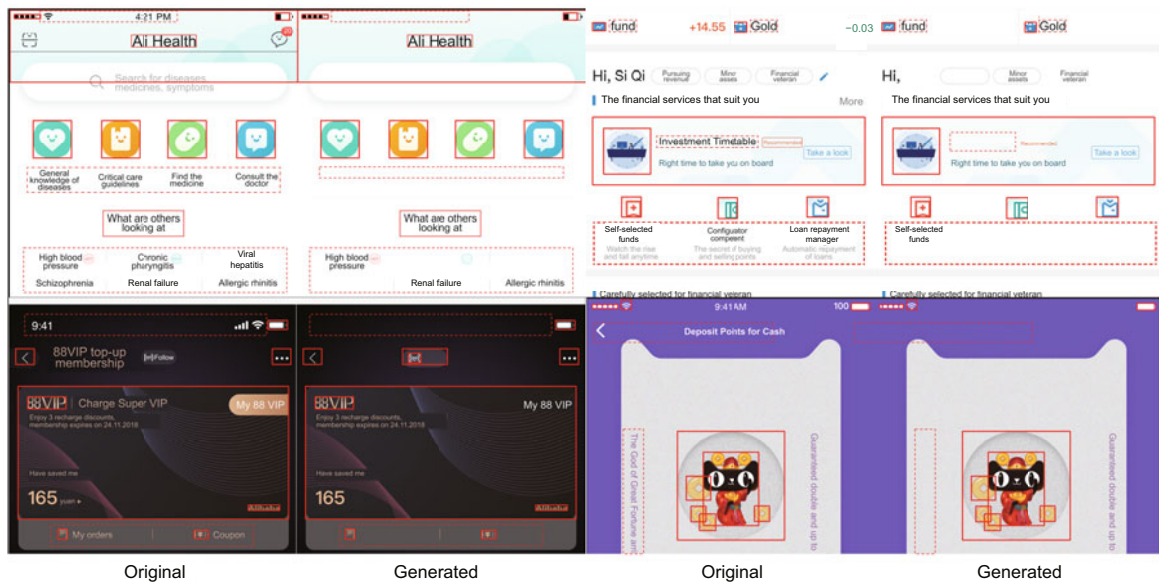 4:21 PM
Ali Health
Search for diseases
medicines, symptoms
General
knowledge of
diseases
Critical care
guidelines
Find the
medicine
Consult the
doctor
What are others
looking at
High blood
pressure
Chronic
phryngitis
Viral
hepatitis
Schizophrenia
Renal failure
Allergic rhinitis
Ali Health
What are others
looking at
High blood
pressure
Renal failure
Allergic rhinitis
fund
+14.55
Gold
-0.03
Hi, Si Qi
Pursuing
revenue
Minor
asses
Financial
veteran
The financial services that suit you
More
Investment Timetable
Recommended
Right time to take you on board
Take a look
Self-selected
funds
Watch the rise
and fall anytime
Configuator
compeent
The secret if buying
and selling points
Loan repayment
manager
Automatic repayment
of loans
Carefully selected for financial veteran
fund
Gold
Hi,
Minor
assets
Financial
veteran
The financial services that suit you
Recommended
Right time to take you on board
Take a look
Self-selected
funds
Carefully selected for financial veteran
9:41
88VIP top-up
membership
Follow
88VIP
Charge Super VIP
My 88 VIP
Enjoy 3 recharge discounts,
membership expires on 24.11.2018
Have saved me
165 yuan
My orders
Coupon
88VIP
My 88 VIP
Enjoy 3 recharge discounts,
membership expires on 24.11.2018
Have saved me
165
9:41AM
100
Deposit Points for Cash
The God of Great Fortune am
Guaranteed double and up to
Guaranteed double and up to
Original
Generated
Original
Generated